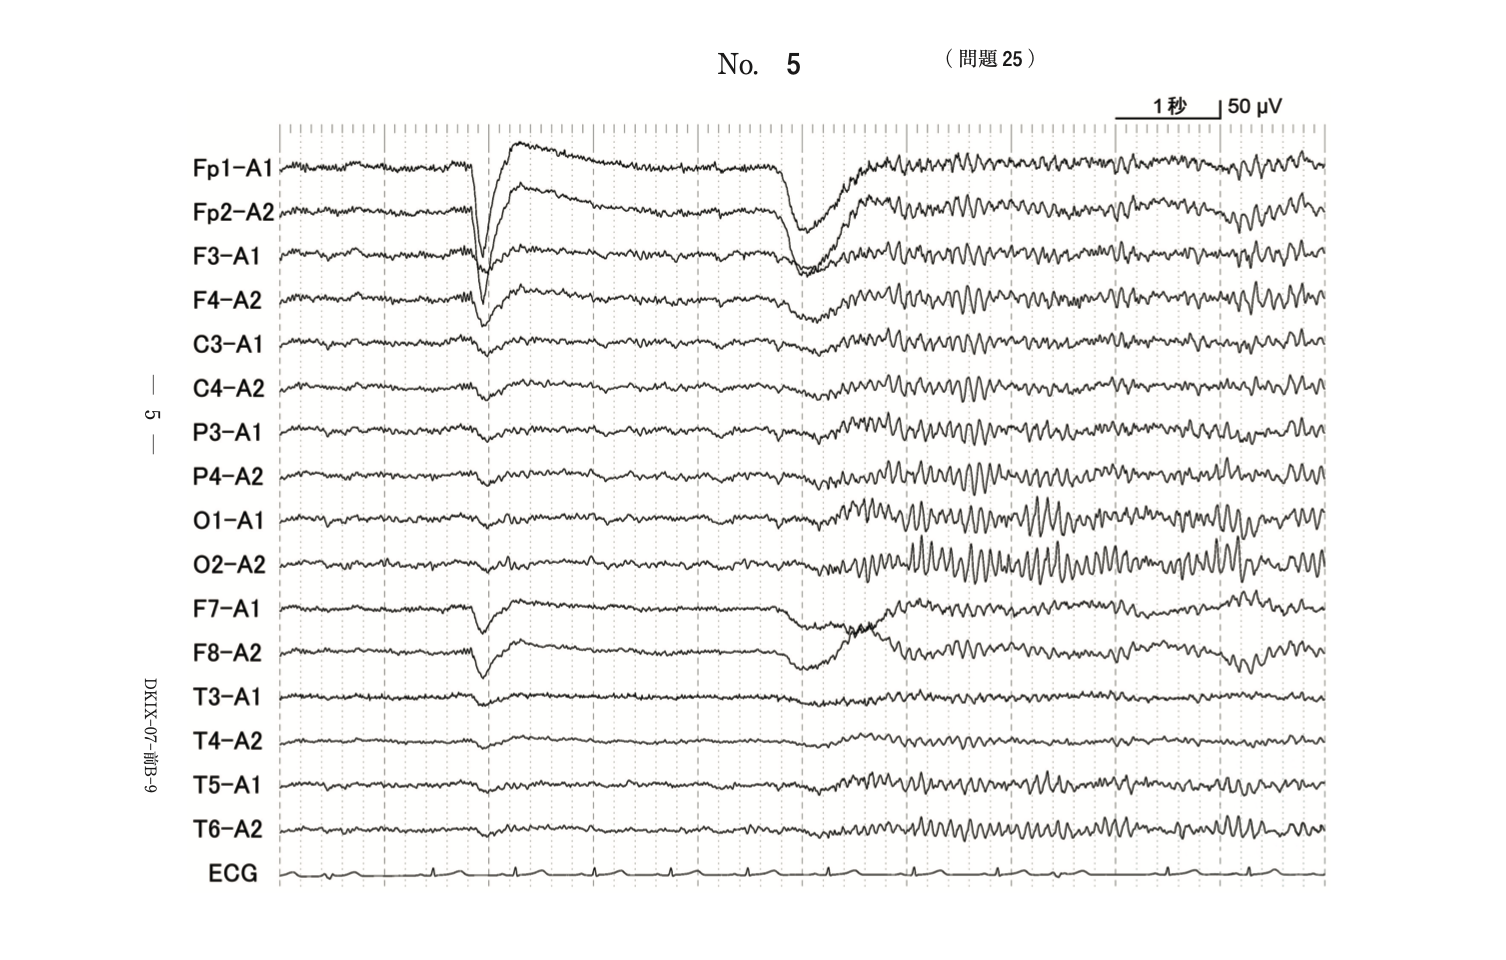 No. 5 （問題25）
1秒 50 μV
Fp1-A1
Fp2-A2
F3-A1
F4-A2
C3-A1
C4-A2
P3-A1
P4-A2
O1-A1
O2-A2
F7-A1
F8-A2
T3-A1
T4-A2
T5-A1
T6-A2
ECG
— 5 —
DKIX-07-前B-9